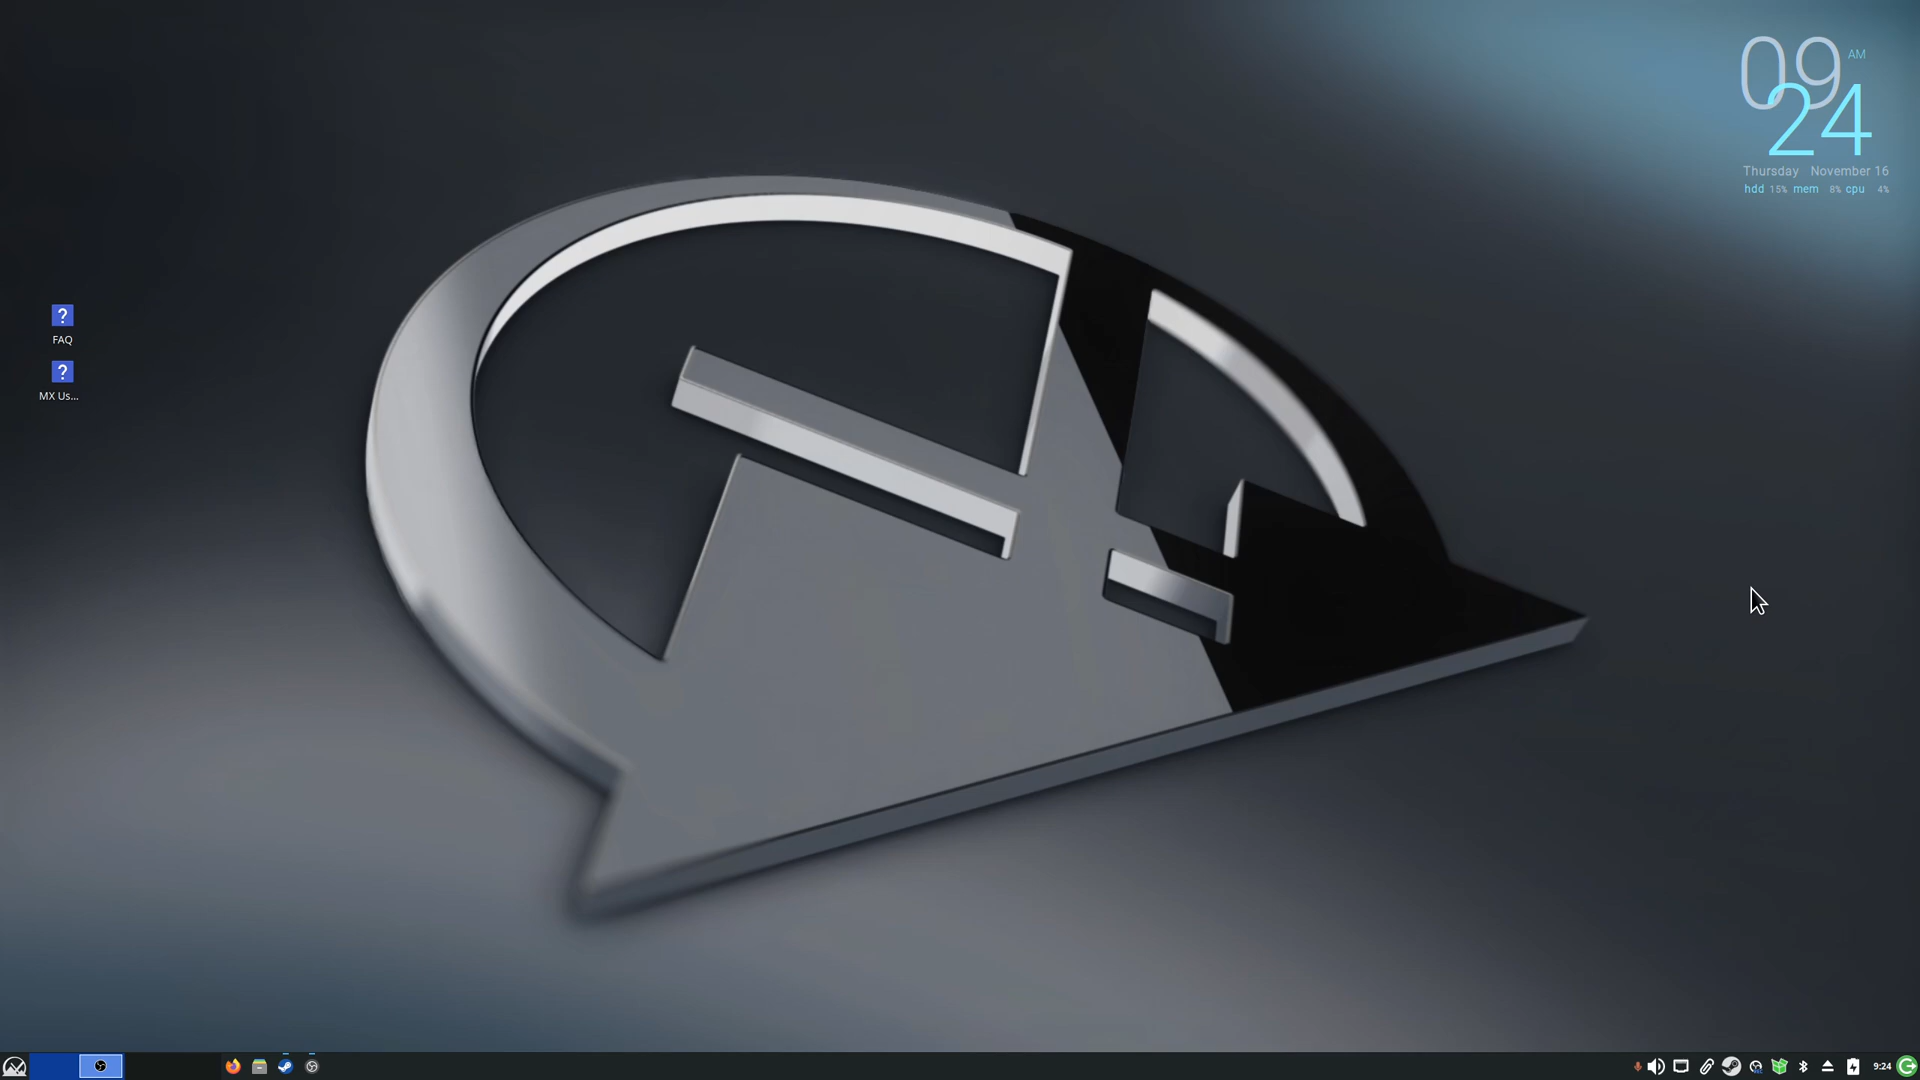 09 AM
24
Thursday November 16
hdd 15% mem 8% cpu 4%
FAQ
MX Us...
9:24